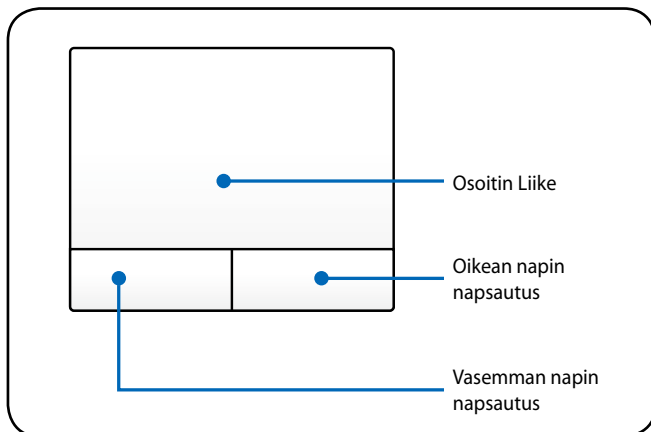 Osoitin Liike
Oikean napin
napsautus
Vasemman napin
napsautus